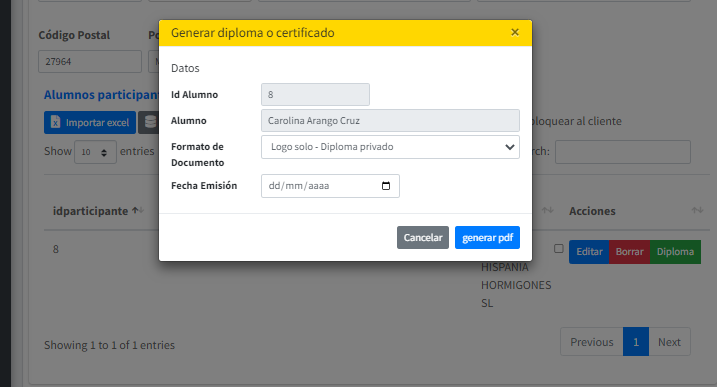 Generar diploma o certificado ×
Código Postal
27964
Datos
Id Alumno 8
Alumno Carolina Arango Cruz
Formato de Documento Logo solo - Diploma privado
Fecha Emisión dd/mm/aaaa
Cancelar generar pdf
Alumnos participan
Importar excel
bloquear al cliente
Show 10 entries
rch:
idparticipante Acciones
8 Editar Borrar Diploma
HISPANIA
HORMIGONES
SL
Showing 1 to 1 of 1 entries Previous 1 Next